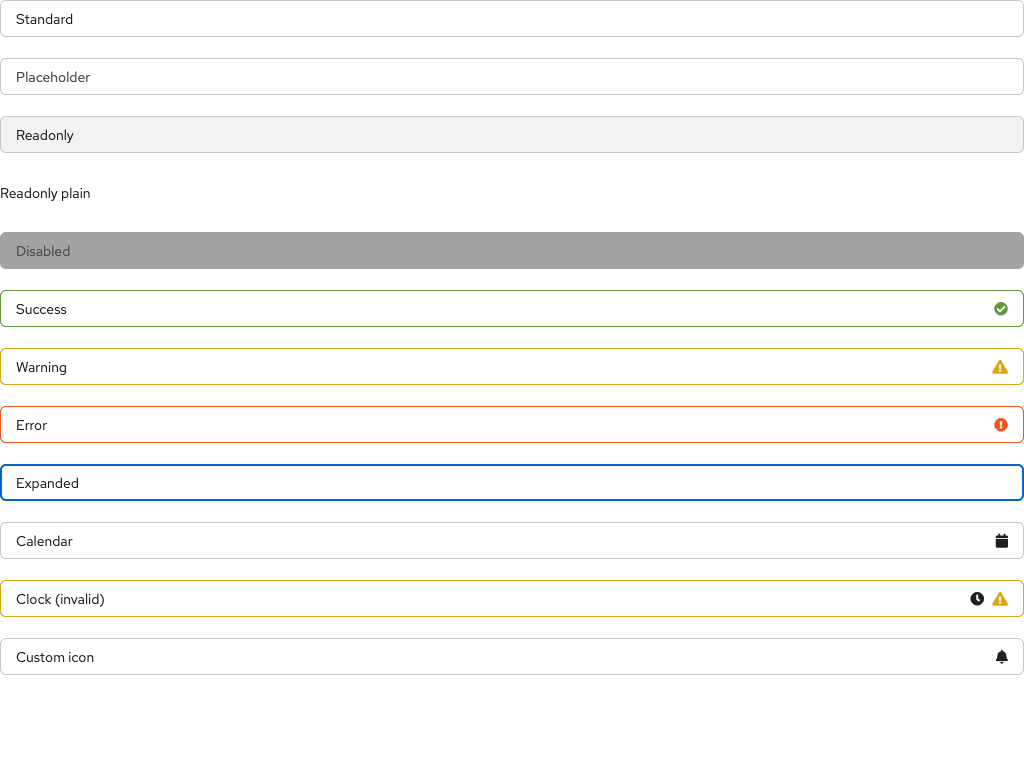 Standard
Placeholder
Readonly
Readonly plain
Disabled
Success
Warning
Error
Expanded
Calendar
Clock (invalid)
Custom icon